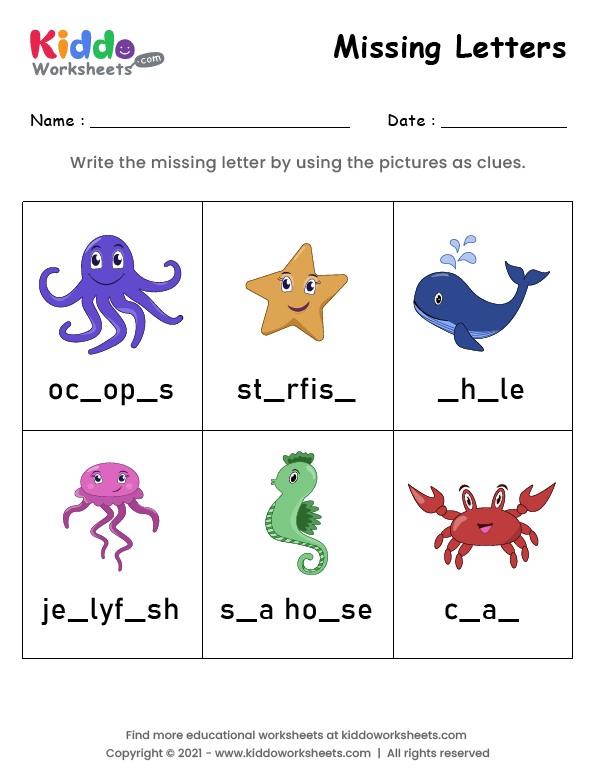 Kiddo
Worksheets.com
Missing Letters
Name : ____________ Date : ____________
Write the missing letter by using the pictures as clues.
oc_op_s st_rfis_ _h_le
je_lyf_sh s_a ho_se c_a_
Find more educational worksheets at kiddoworksheets.com
Copyright © 2021 - www.kiddoworksheets.com | All rights reserved